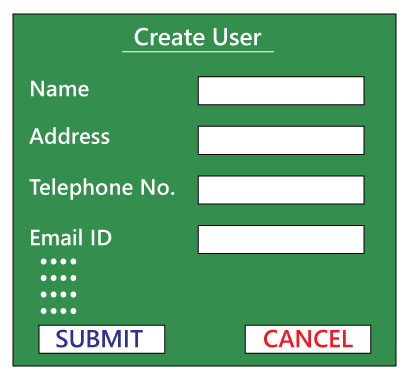 Create User
Name
Address
Telephone No.
Email ID
SUBMIT
CANCEL